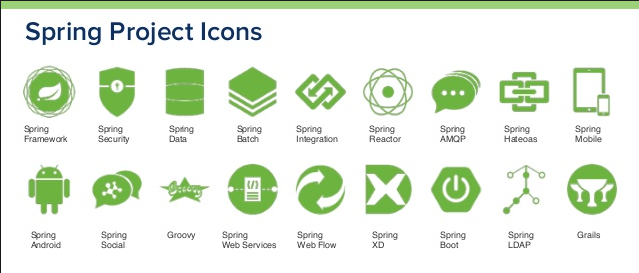 Spring Project Icons
Spring Framework
Spring Security
Spring Data
Spring Batch
Spring Integration
Spring Reactor
Spring AMQP
Spring Hateoas
Spring Mobile
Groovy
Spring Android
Spring Social
Groovy
Spring Web Services
Spring Web Flow
Spring XD
Spring Boot
Spring LDAP
Grails